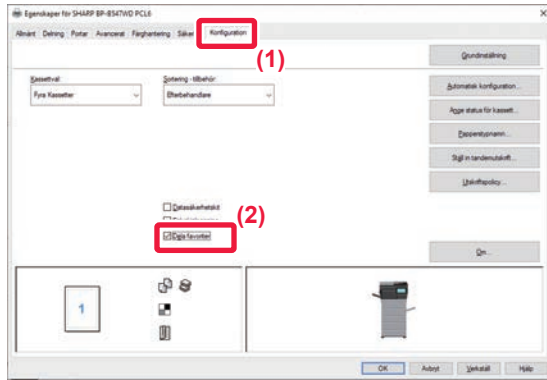 Egenskaper för SHARP BP-B547WD PCL6
Allmänt Delning Portar Avancerat Färghantering Säker Konfiguration
(1)
Grundinställning
Kassettval:
Sortering -tillbehör:
Fyra Kassetter
Efterbehandlare
Automatisk konfiguration...
Ange status för kassett...
Papperstypnamn...
Ställ in tandemutskrift...
Utskriftspolicy...
Datasäkerhetskit
(2)
Dela favoriter
Om...
1
OK Avbryt Verkställ Hjälp